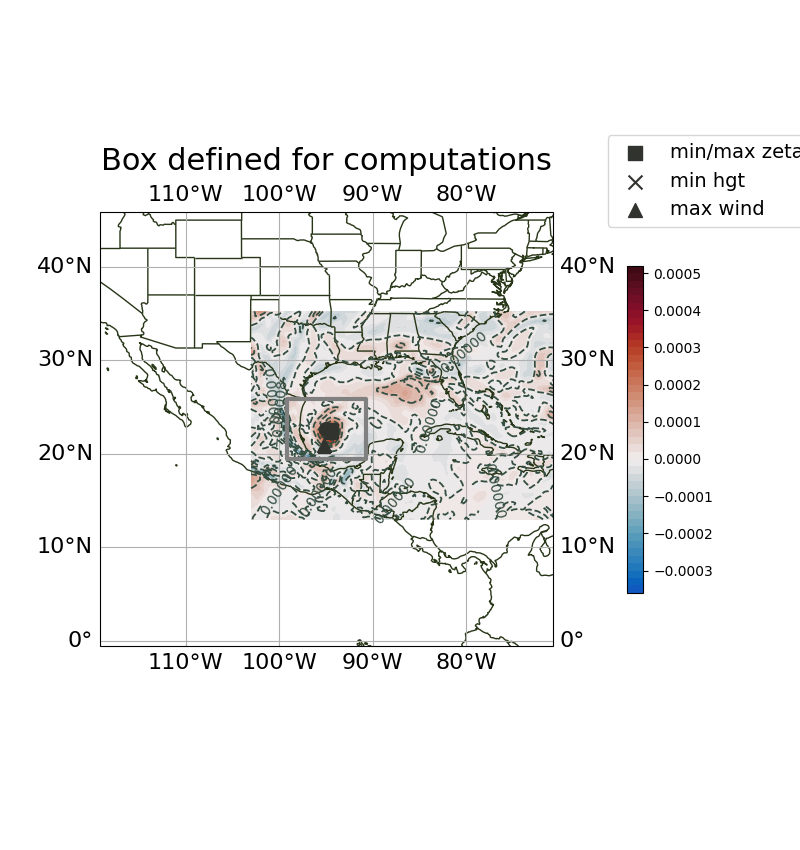 Box defined for computations
min/max zeta
min hgt
max wind
110°W 100°W 90°W 80°W
40°N 40°N
30°N 30°N
20°N 20°N
10°N 10°N
0° 0°
110°W 100°W 90°W 80°W
0.0005
0.0004
0.0003
0.0002
0.0001
0.0000
−0.0001
−0.0002
−0.0003